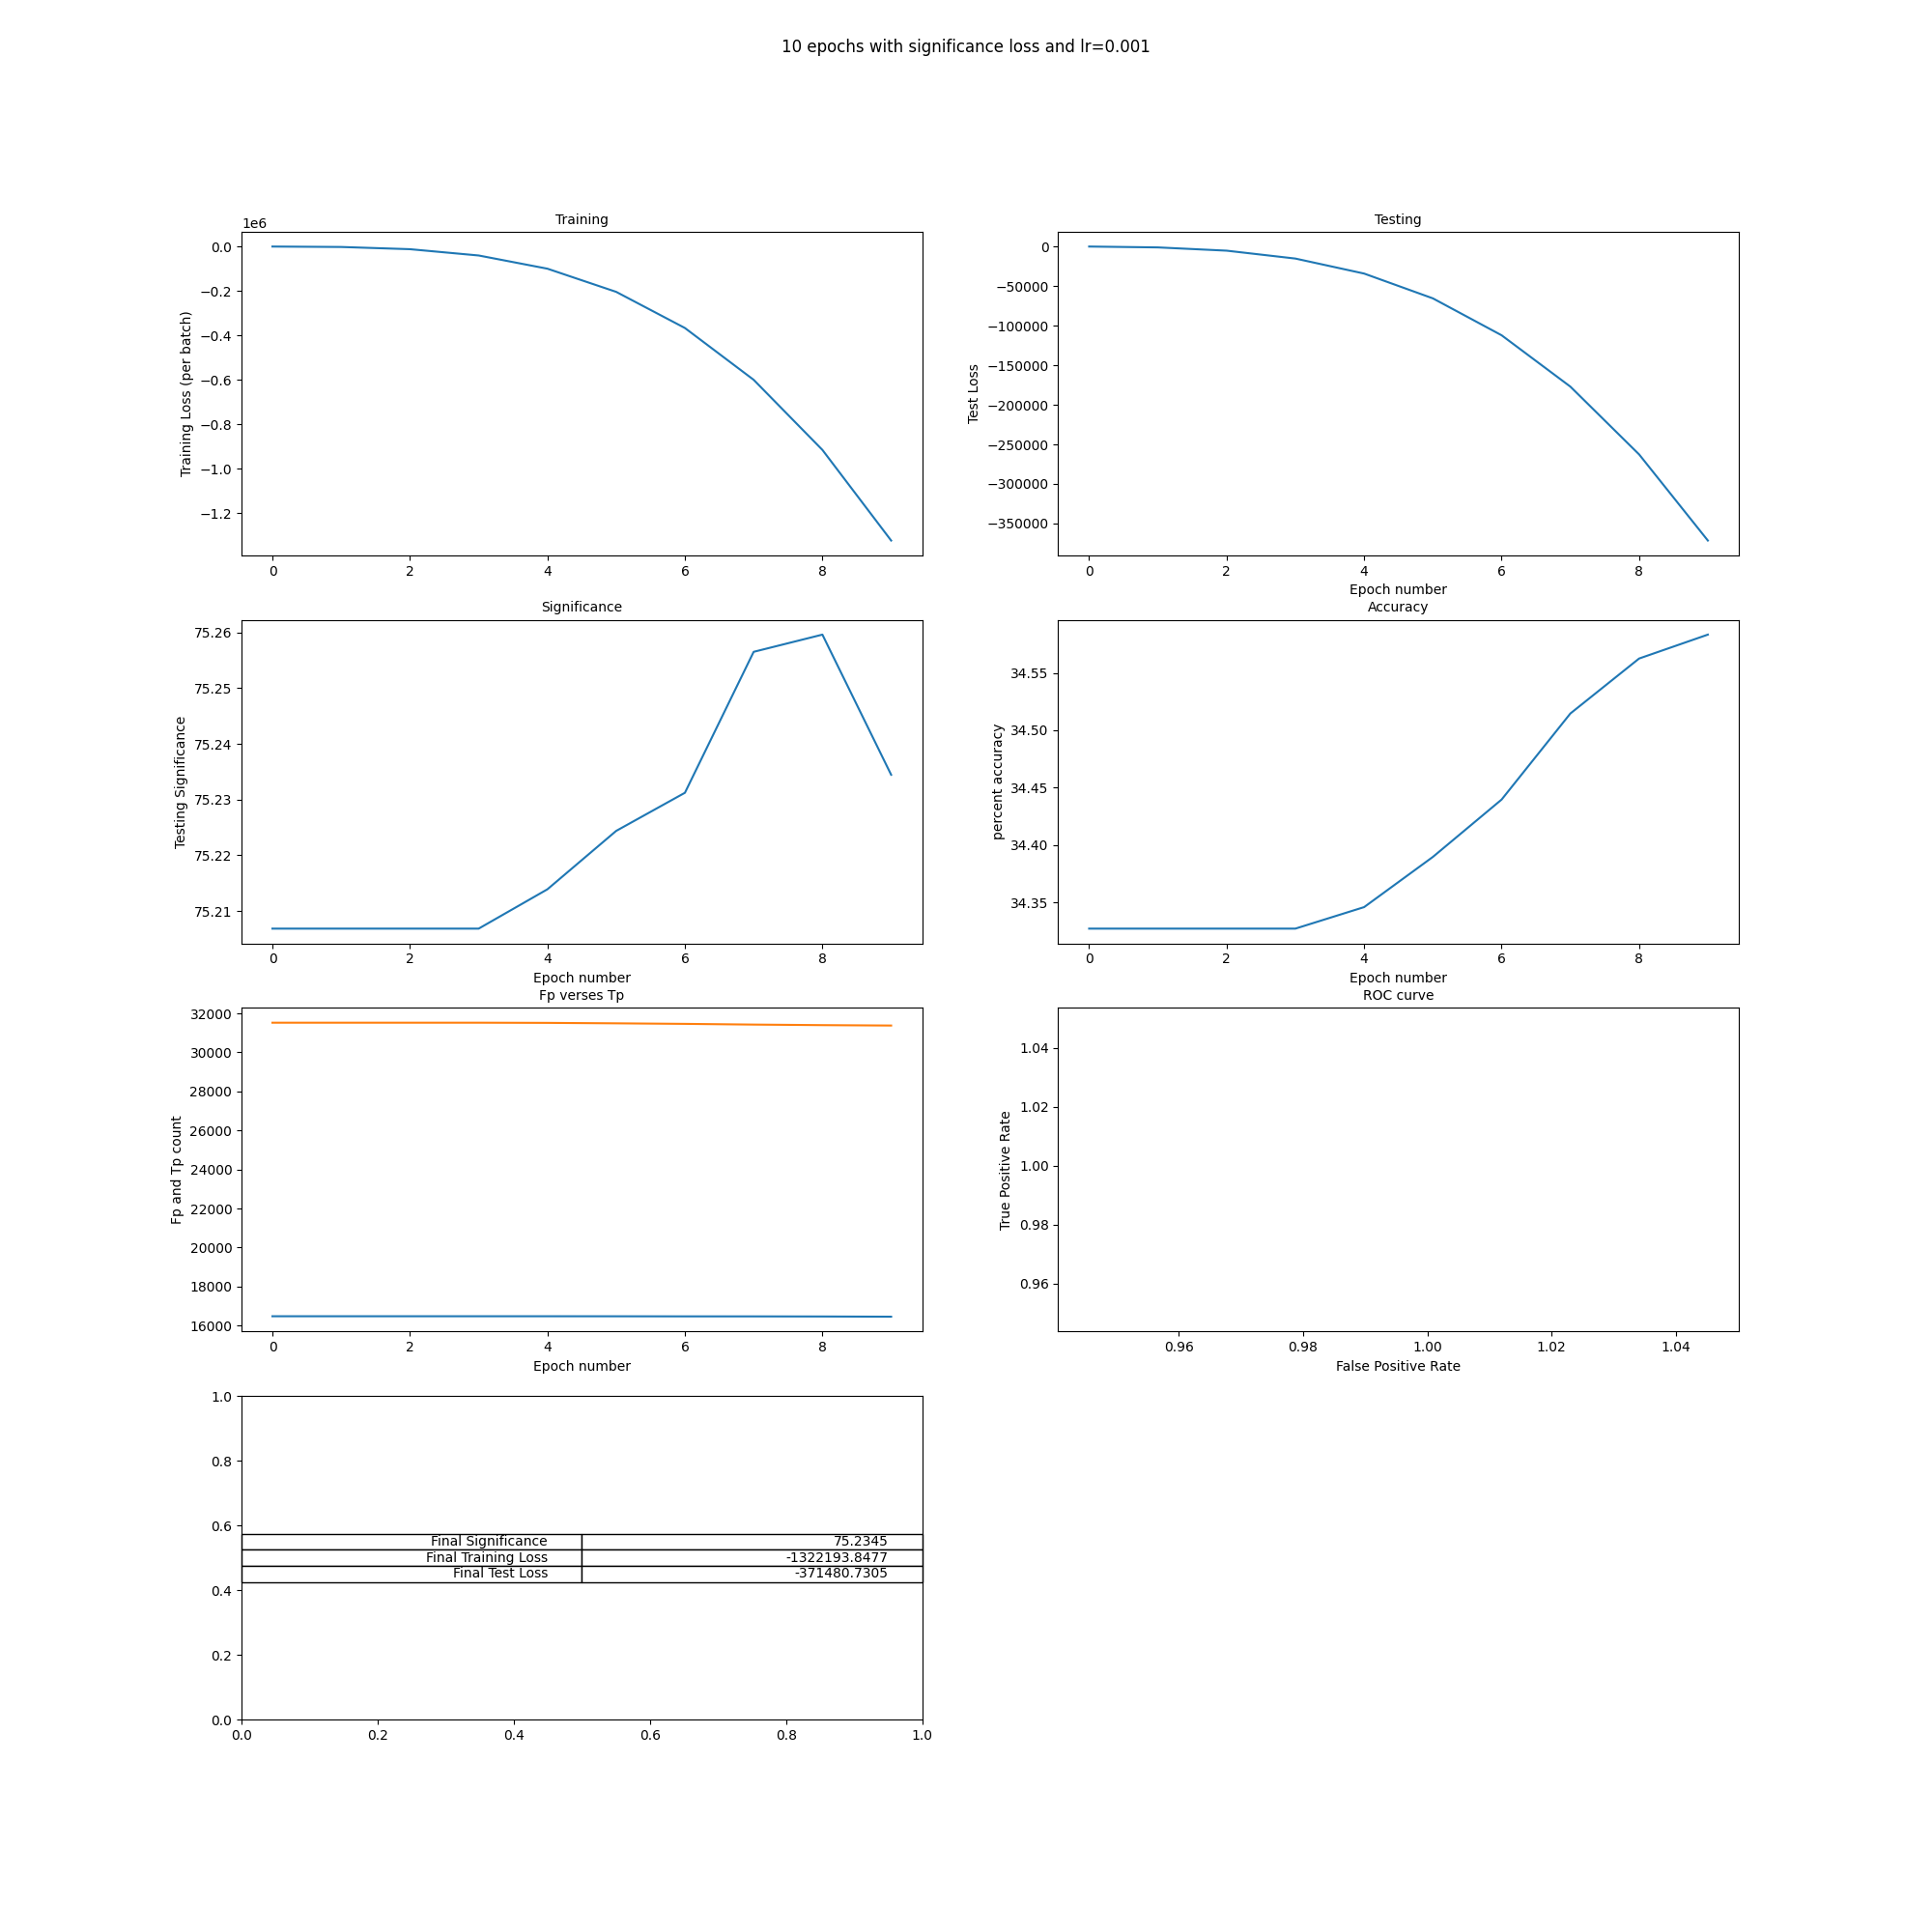 10 epochs with significance loss and lr=0.001
Training
1e6
Training Loss (per batch)
0.0
−0.2
−0.4
−0.6
−0.8
−1.0
−1.2
0 2 4 6 8
Testing
Test Loss
0
−50000
−100000
−150000
−200000
−250000
−300000
−350000
0 2 4 6 8
Epoch number
Significance
Testing Significance
75.26
75.25
75.24
75.23
75.22
75.21
0 2 4 6 8
Epoch number
Accuracy
percent accuracy
34.55
34.50
34.45
34.40
34.35
0 2 4 6 8
Epoch number
Fp verses Tp
Fp and Tp count
32000
30000
28000
26000
24000
22000
20000
18000
16000
0 2 4 6 8
Epoch number
ROC curve
True Positive Rate
1.04
1.02
1.00
0.98
0.96
0.96 0.98 1.00 1.02 1.04
False Positive Rate
1.0
0.8
0.6
Final Significance 75.2345
Final Training Loss -1322193.8477
Final Test Loss -371480.7305
0.4
0.2
0.0
0.0 0.2 0.4 0.6 0.8 1.0